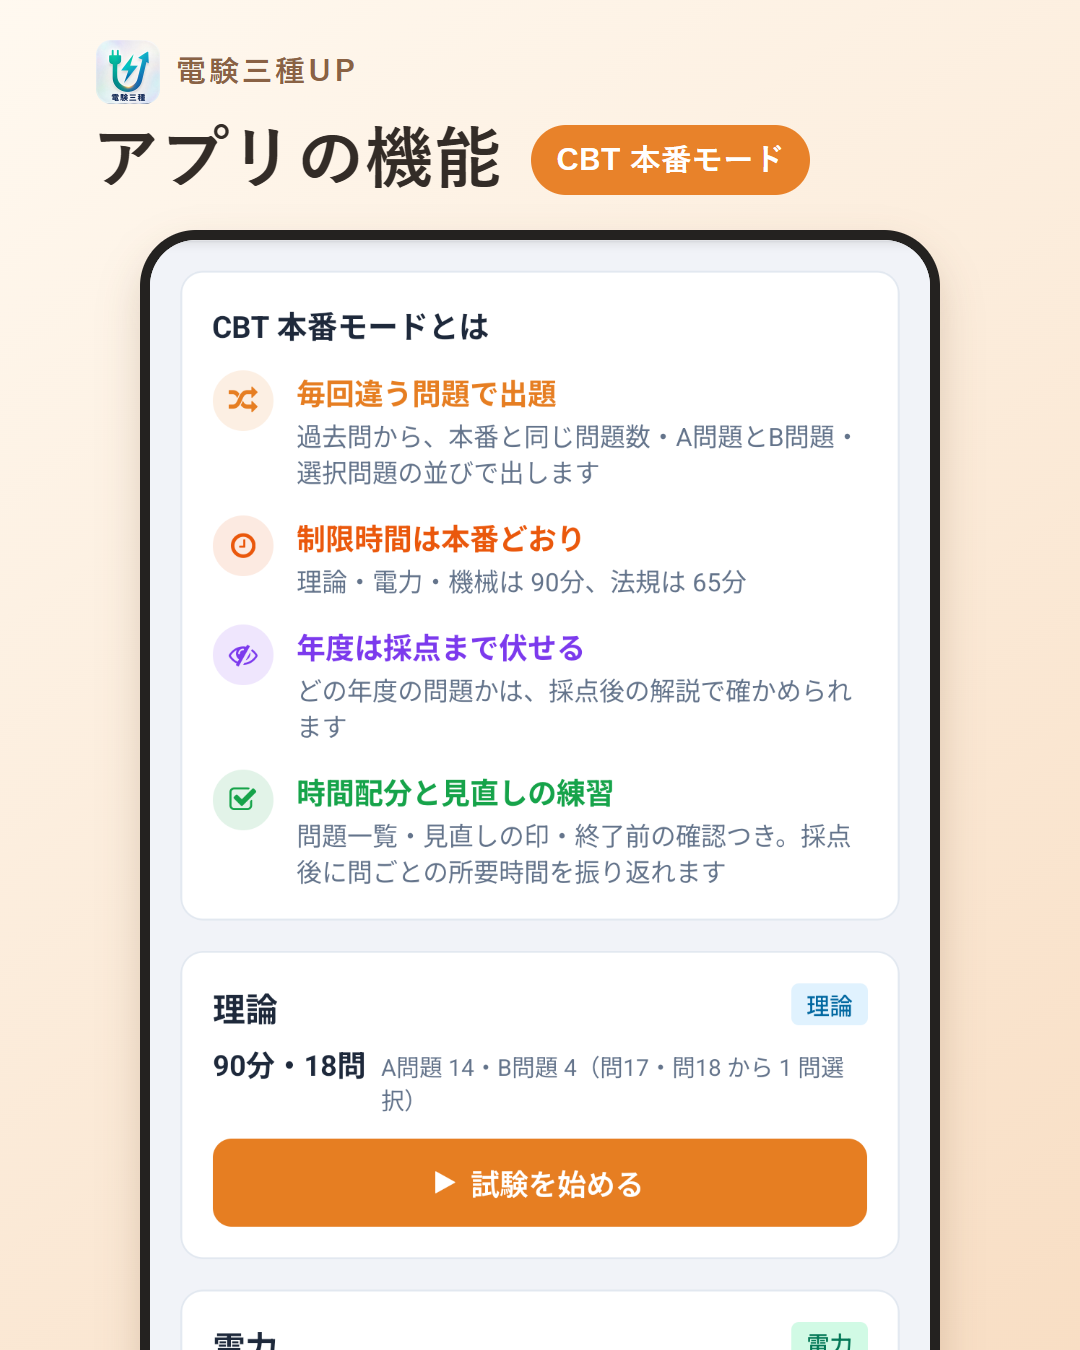 電験三種
電験三種UP
アプリの機能
CBT 本番モード
CBT 本番モードとは
毎回違う問題で出題
過去問から、本番と同じ問題数・A問題とB問題・
選択問題の並びで出します
制限時間は本番どおり
理論・電力・機械は 90分、法規は 65分
年度は採点まで伏せる
どの年度の問題かは、採点後の解説で確かめられ
ます
時間配分と見直しの練習
問題一覧・見直しの印・終了前の確認つき。採点
後に問ごとの所要時間を振り返れます
理論
理論
90分・18問
A問題 14・B問題 4（問17・問18 から 1 問選
択）
試験を始める
電力
電力